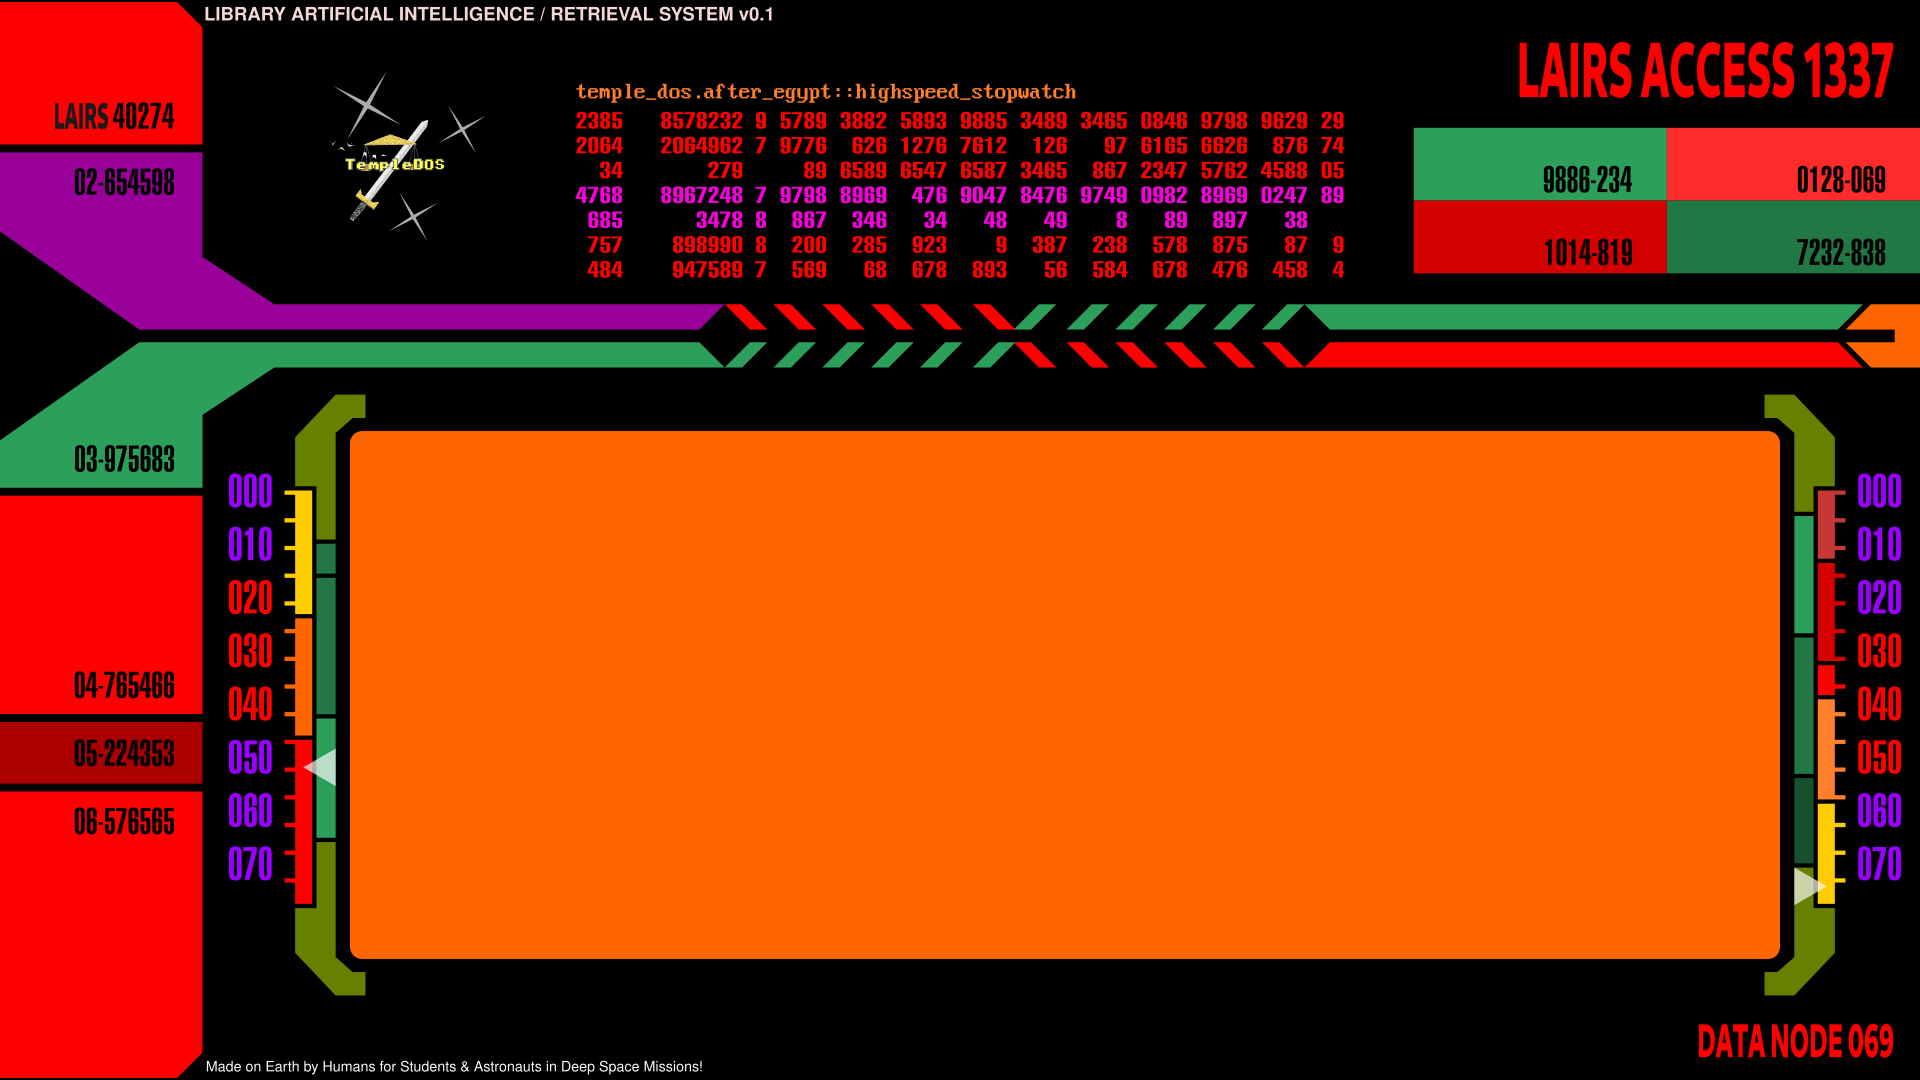 LIBRARY ARTIFICIAL INTELLIGENCE / RETRIEVAL SYSTEM v0.1
LAIRS ACCESS 1337
LAIRS 40274
02-654598
03-975683
04-765466
05-224353
06-576565
TempleDOS
temple_dos.after_egypt::highspeed_stopwatch
2385 8578232 9 5789 3882 5893 9885 3489 3465 0846 9798 9629 29
2064 2064962 7 9776 626 1276 7612 126 97 6165 6626 876 74
34 279 89 6589 6547 6587 3465 867 2347 5762 4588 05
4768 8967248 7 9798 8969 476 9047 8476 9749 0982 8969 0247 89
685 3478 8 867 346 34 48 49 8 89 897 38
757 898990 8 200 285 923 9 387 238 578 875 87 9
484 947589 7 569 68 678 893 56 584 678 476 458 4
9886-234
0128-069
1014-819
7232-838
000
010
020
030
040
050
060
070
000
010
020
030
040
050
060
070
DATA NODE 069
Made on Earth by Humans for Students & Astronauts in Deep Space Missions!